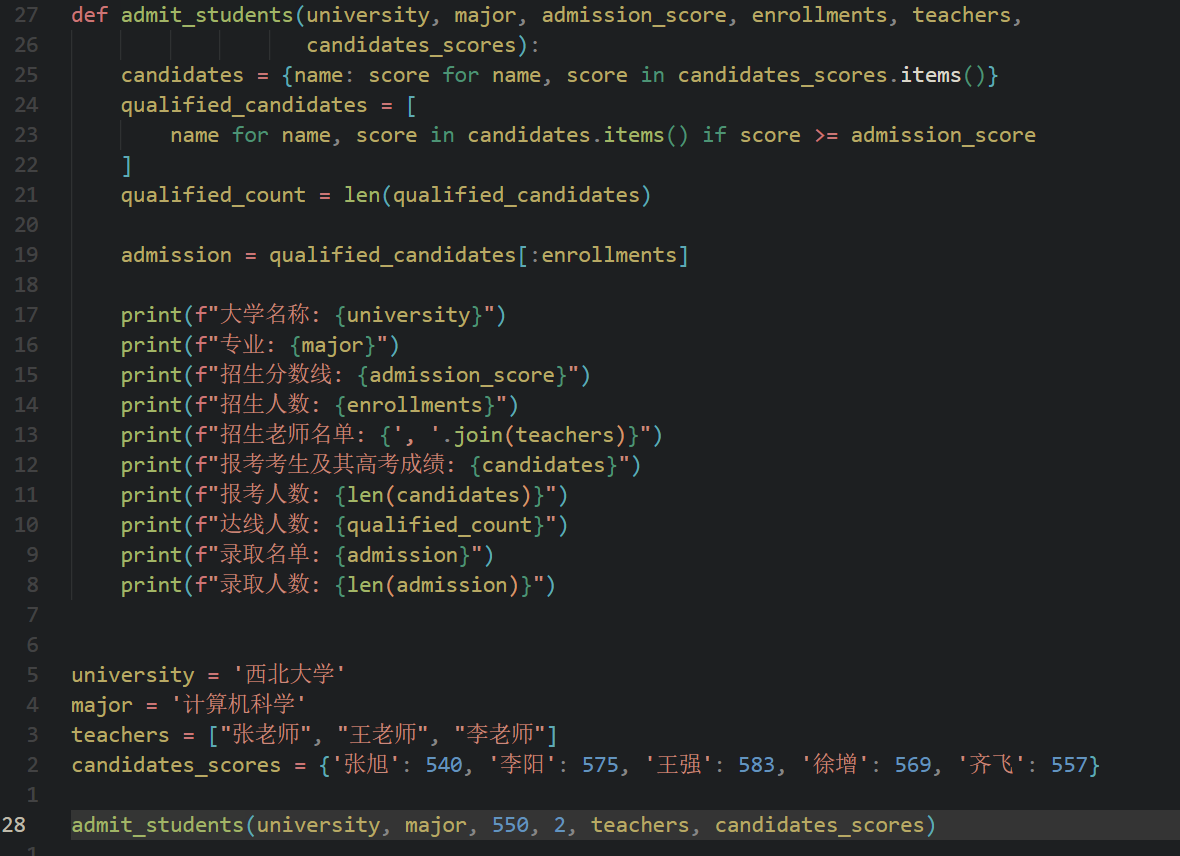 27 def admit_students(university, major, admission_score, enrollments, teachers,
26                    candidates_scores):
25     candidates = {name: score for name, score in candidates_scores.items()}
24     qualified_candidates = [
23         name for name, score in candidates.items() if score >= admission_score
22     ]
21     qualified_count = len(qualified_candidates)
20
19     admission = qualified_candidates[:enrollments]
18
17     print(f"大学名称: {university}")
16     print(f"专业: {major}")
15     print(f"招生分数线: {admission_score}")
14     print(f"招生人数: {enrollments}")
13     print(f"招生老师名单: {', '.join(teachers)}")
12     print(f"报考考生及其高考成绩: {candidates}")
11     print(f"报考人数: {len(candidates)}")
10     print(f"达线人数: {qualified_count}")
9     print(f"录取名单: {admission}")
8     print(f"录取人数: {len(admission)}")
7
6
5 university = '西北大学'
4 major = '计算机科学'
3 teachers = ["张老师", "王老师", "李老师"]
2 candidates_scores = {'张旭': 540, '李阳': 575, '王强': 583, '徐增': 569, '齐飞': 557}
1
28 admit_students(university, major, 550, 2, teachers, candidates_scores)
1